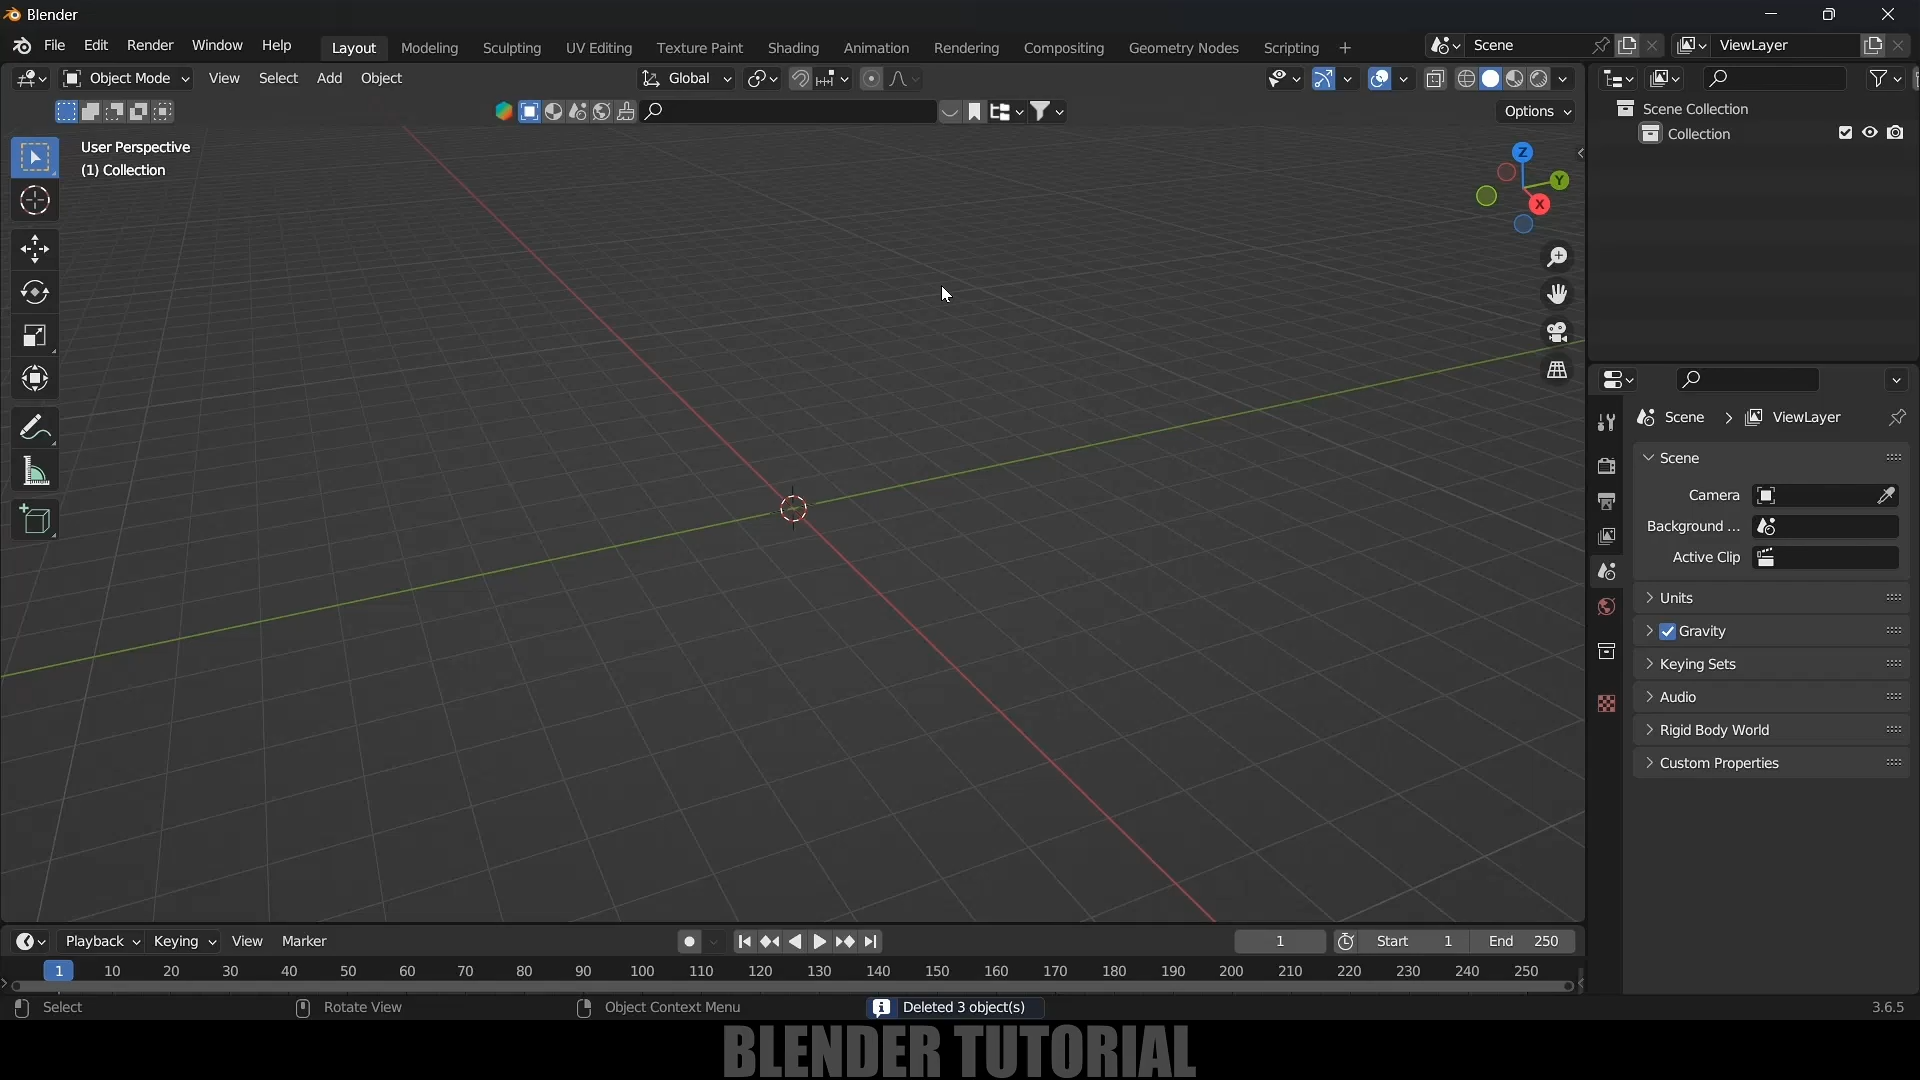 Blender
File Edit Render Window Help Layout Modeling Sculpting UV Editing Texture Paint Shading Animation Rendering Compositing Geometry Nodes Scripting + Scene ViewLayer
Object Mode View Select Add Object Global
Options
User Perspective
(1) Collection
Z
Y
X
Scene Collection
Collection
Scene > ViewLayer
Scene
Camera
Background ...
Active Clip
Units
Gravity
Keying Sets
Audio
Rigid Body World
Custom Properties
Playback Keying View Marker 1 Start 1 End 250
1 10 20 30 40 50 60 70 80 90 100 110 120 130 140 150 160 170 180 190 200 210 220 230 240 250
Select Rotate View Object Context Menu Deleted 3 object(s) 3.6.5
BLENDER TUTORIAL